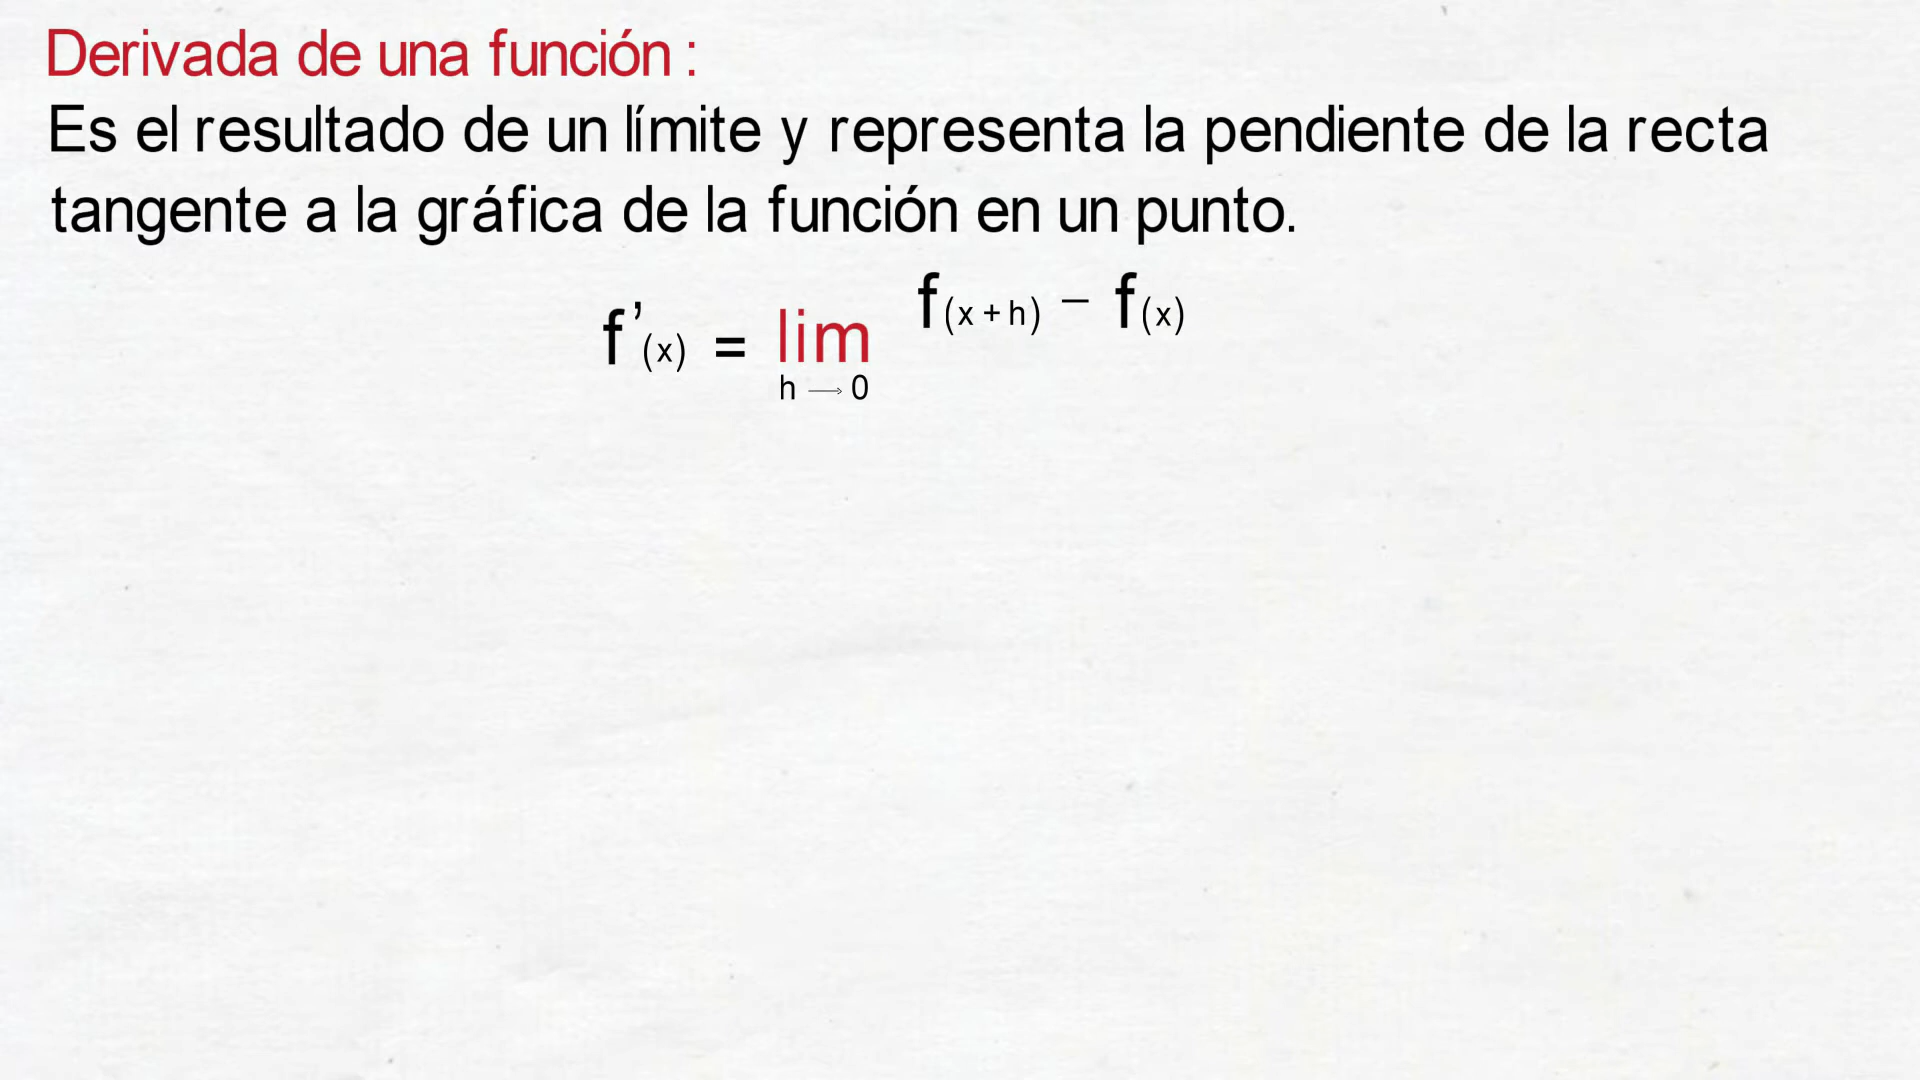 Derivada de una función :
Es el resultado de un límite y representa la pendiente de la recta
tangente a la gráfica de la función en un punto.
f'(x) = lim f(x + h) − f(x)
h → 0